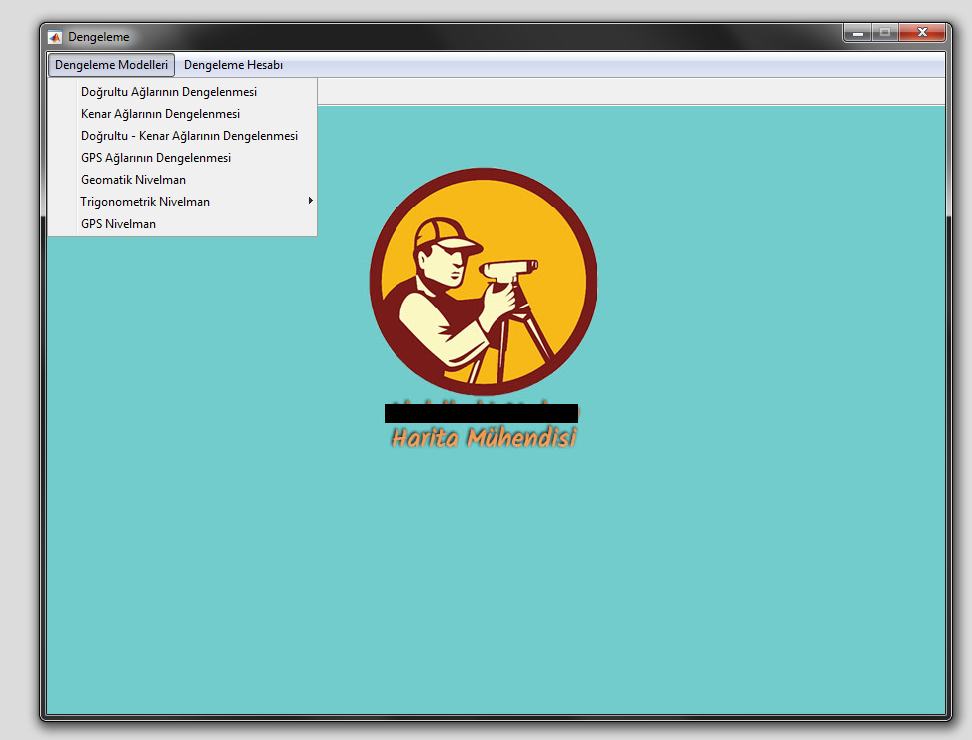 Dengeleme
Dengeleme Modelleri Dengeleme Hesabı
Doğrultu Ağlarının Dengelenmesi
Kenar Ağlarının Dengelenmesi
Doğrultu - Kenar Ağlarının Dengelenmesi
GPS Ağlarının Dengelenmesi
Geomatik Nivelman
Trigonometrik Nivelman
GPS Nivelman
Harita Mühendisi